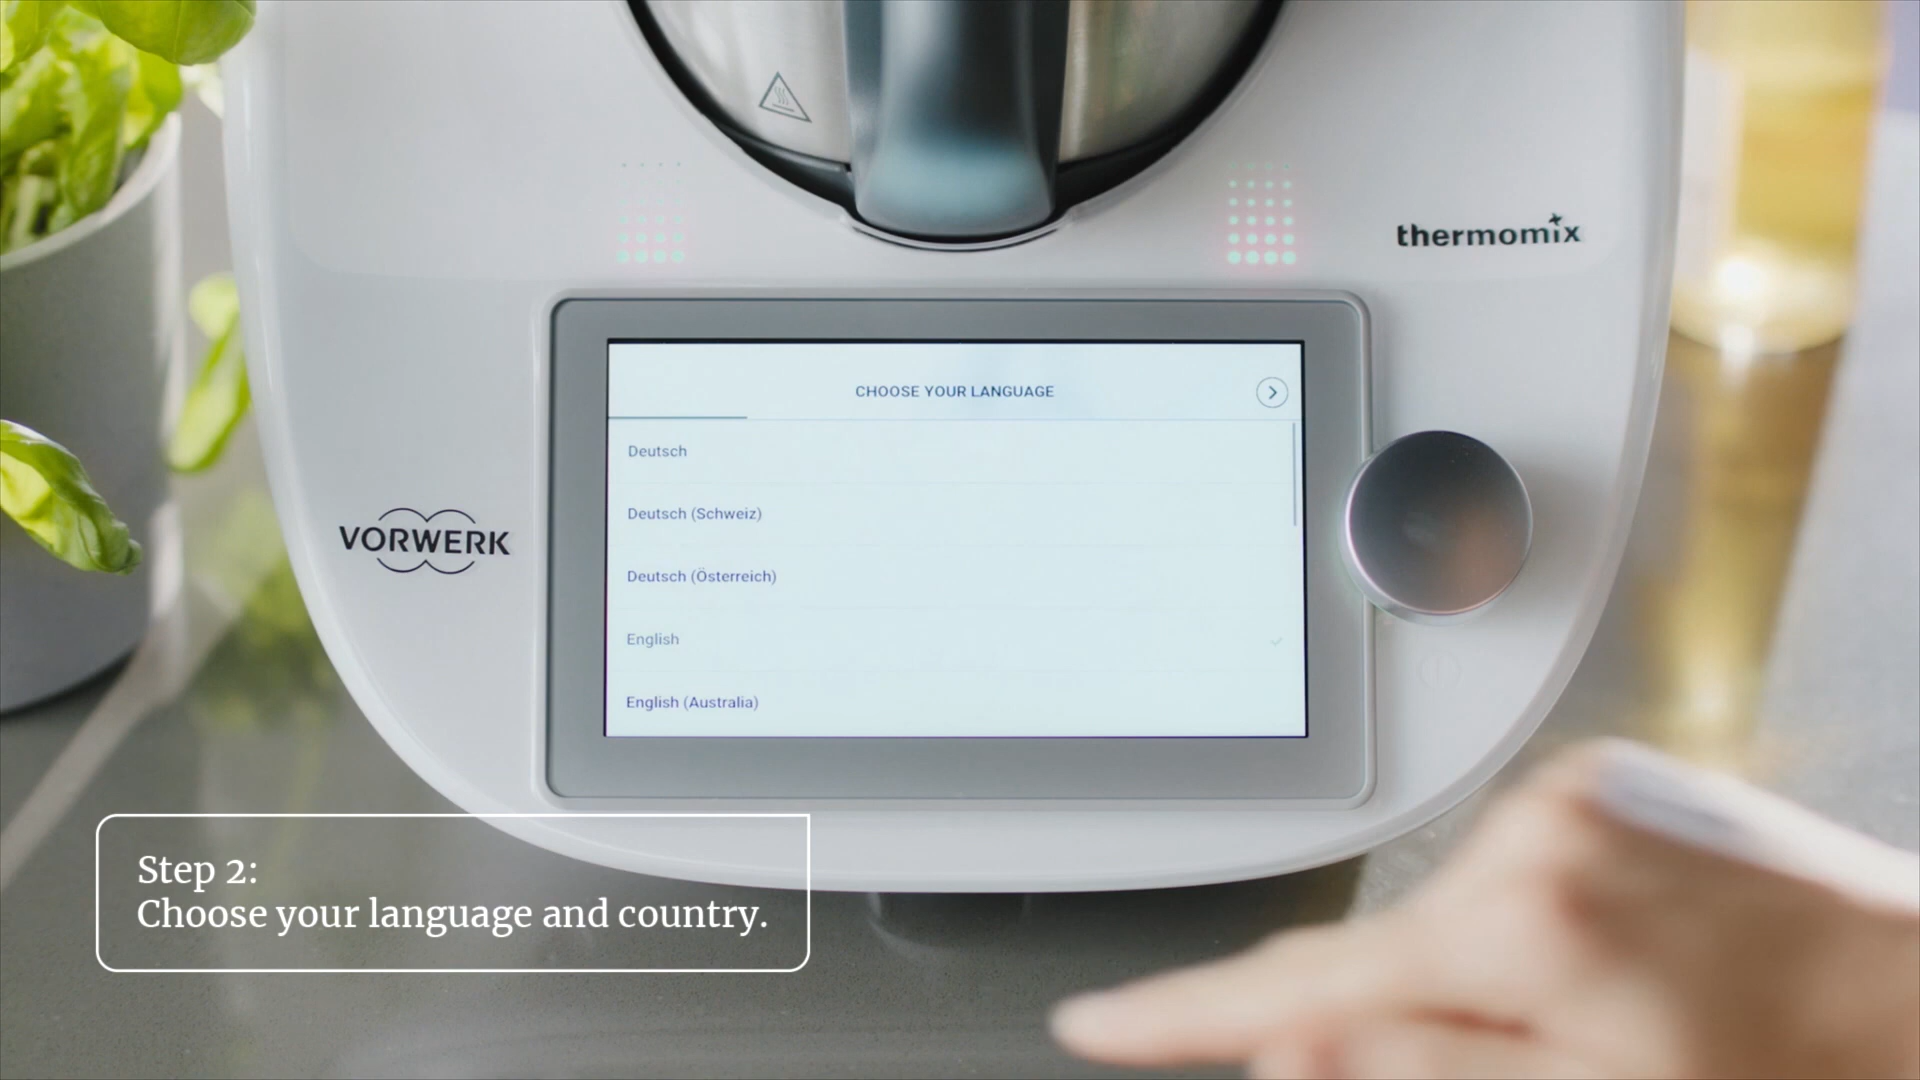 thermomix
VORWERK
CHOOSE YOUR LANGUAGE
Deutsch
Deutsch (Schweiz)
Deutsch (Österreich)
English
English (Australia)
Step 2:
Choose your language and country.